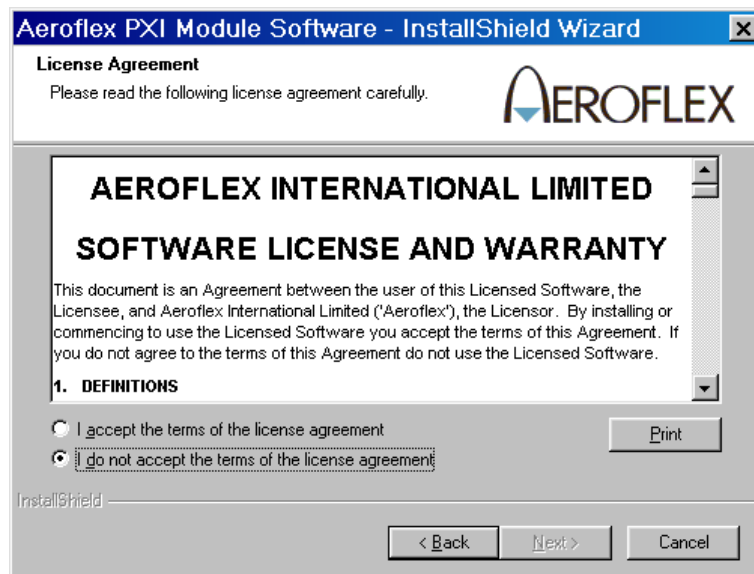 Aeroflex PXI Module Software - InstallShield Wizard
License Agreement
Please read the following license agreement carefully.
AEROFLEX
AEROFLEX INTERNATIONAL LIMITED
SOFTWARE LICENSE AND WARRANTY
This document is an Agreement between the user of this Licensed Software, the
Licensee, and Aeroflex International Limited ('Aeroflex'), the Licensor.  By installing or
commencing to use the Licensed Software you accept the terms of this Agreement.  If
you do not agree to the terms of this Agreement do not use the Licensed Software.
1.  DEFINITIONS
I accept the terms of the license agreement
Print
I do not accept the terms of the license agreement
InstallShield
< Back
Next >
Cancel